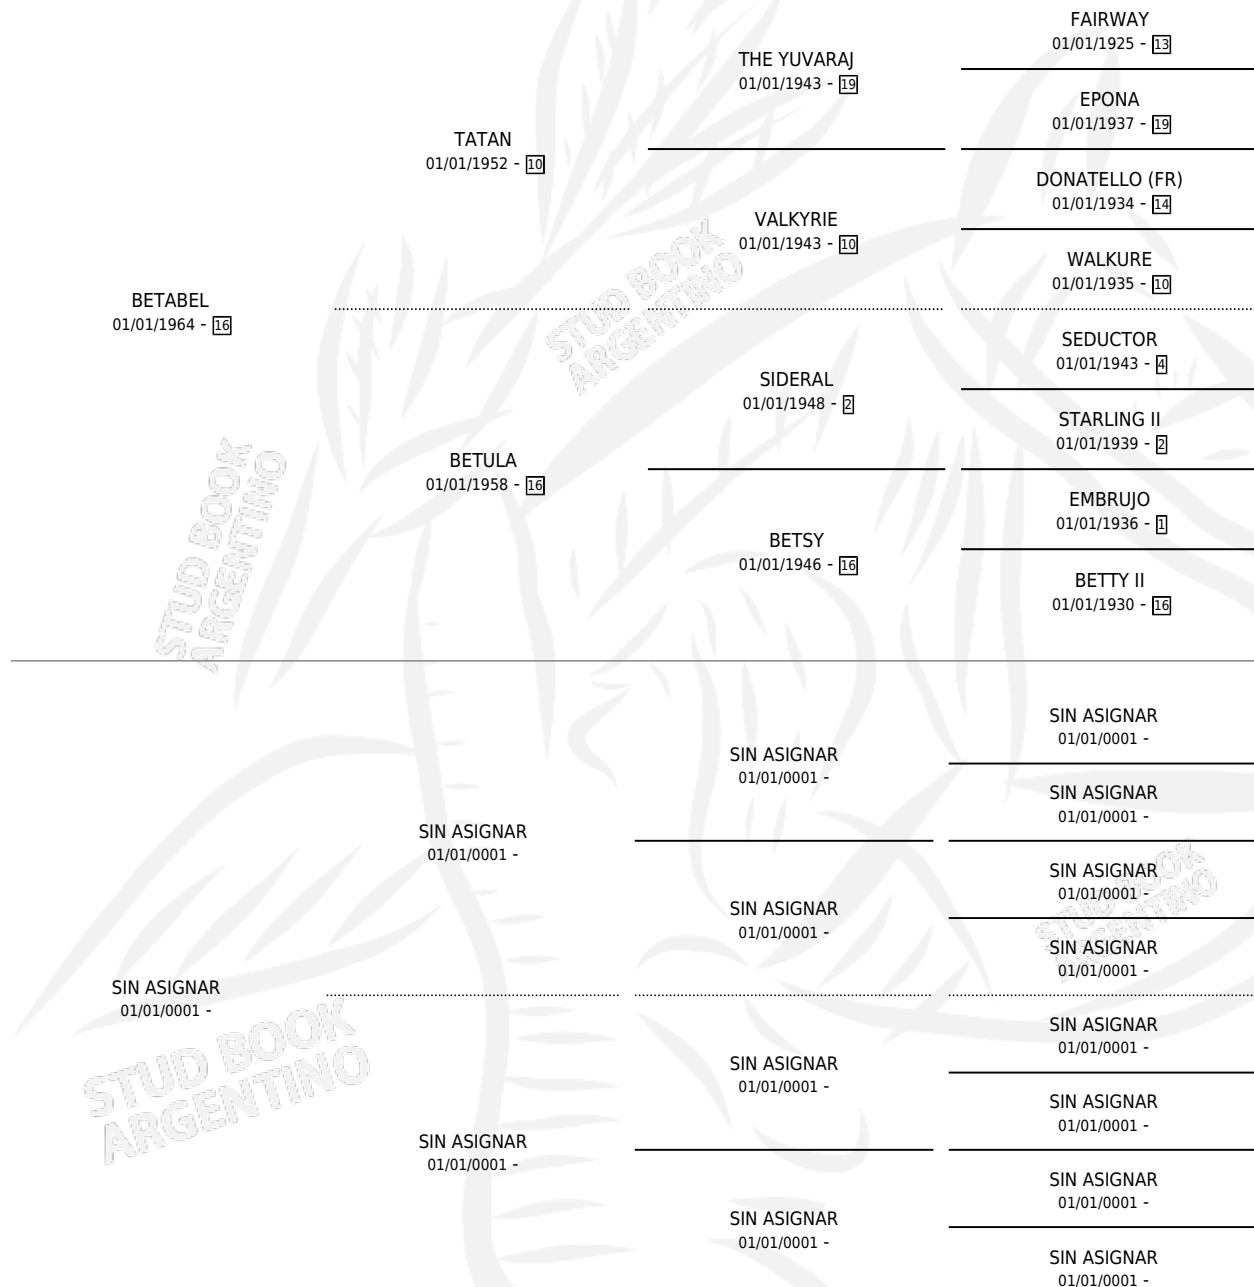 FAIRWAY
01/01/1925 - 13
THE YUVARAJ
01/01/1943 - 19
EPONA
01/01/1937 - 19
TATAN
01/01/1952 - 10
DONATELLO (FR)
01/01/1934 - 14
VALKYRIE
01/01/1943 - 10
WALKURE
01/01/1935 - 10
BETABEL
01/01/1964 - 16
SEDUCTOR
01/01/1943 - 4
SIDERAL
01/01/1948 - 2
STARLING II
01/01/1939 - 2
BETULA
01/01/1958 - 16
EMBRUJO
01/01/1936 - 1
BETSY
01/01/1946 - 16
BETTY II
01/01/1930 - 16
STUD BOOK
ARGENTINO
STUD BOOK
ARGENTINO
SIN ASIGNAR
01/01/0001 -
SIN ASIGNAR
01/01/0001 -
SIN ASIGNAR
01/01/0001 -
SIN ASIGNAR
01/01/0001 -
SIN ASIGNAR
01/01/0001 -
SIN ASIGNAR
01/01/0001 -
SIN ASIGNAR
01/01/0001 -
SIN ASIGNAR
01/01/0001 -
SIN ASIGNAR
01/01/0001 -
SIN ASIGNAR
01/01/0001 -
SIN ASIGNAR
01/01/0001 -
SIN ASIGNAR
01/01/0001 -
SIN ASIGNAR
01/01/0001 -
SIN ASIGNAR
01/01/0001 -
SIN ASIGNAR
01/01/0001 -
STUD BOOK
ARGENTINO
STUD BOOK
ARGENTINO